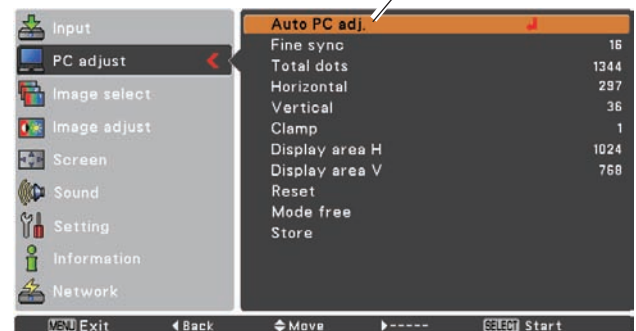 Input
PC adjust
Image select
Image adjust
Screen
Sound
Setting
Information
Network
Auto PC adj.
Fine sync 16
Total dots 1344
Horizontal 297
Vertical 36
Clamp 1
Display area H 1024
Display area V 768
Reset
Mode free
Store
MENU Exit Back Move ----- SELECT Start